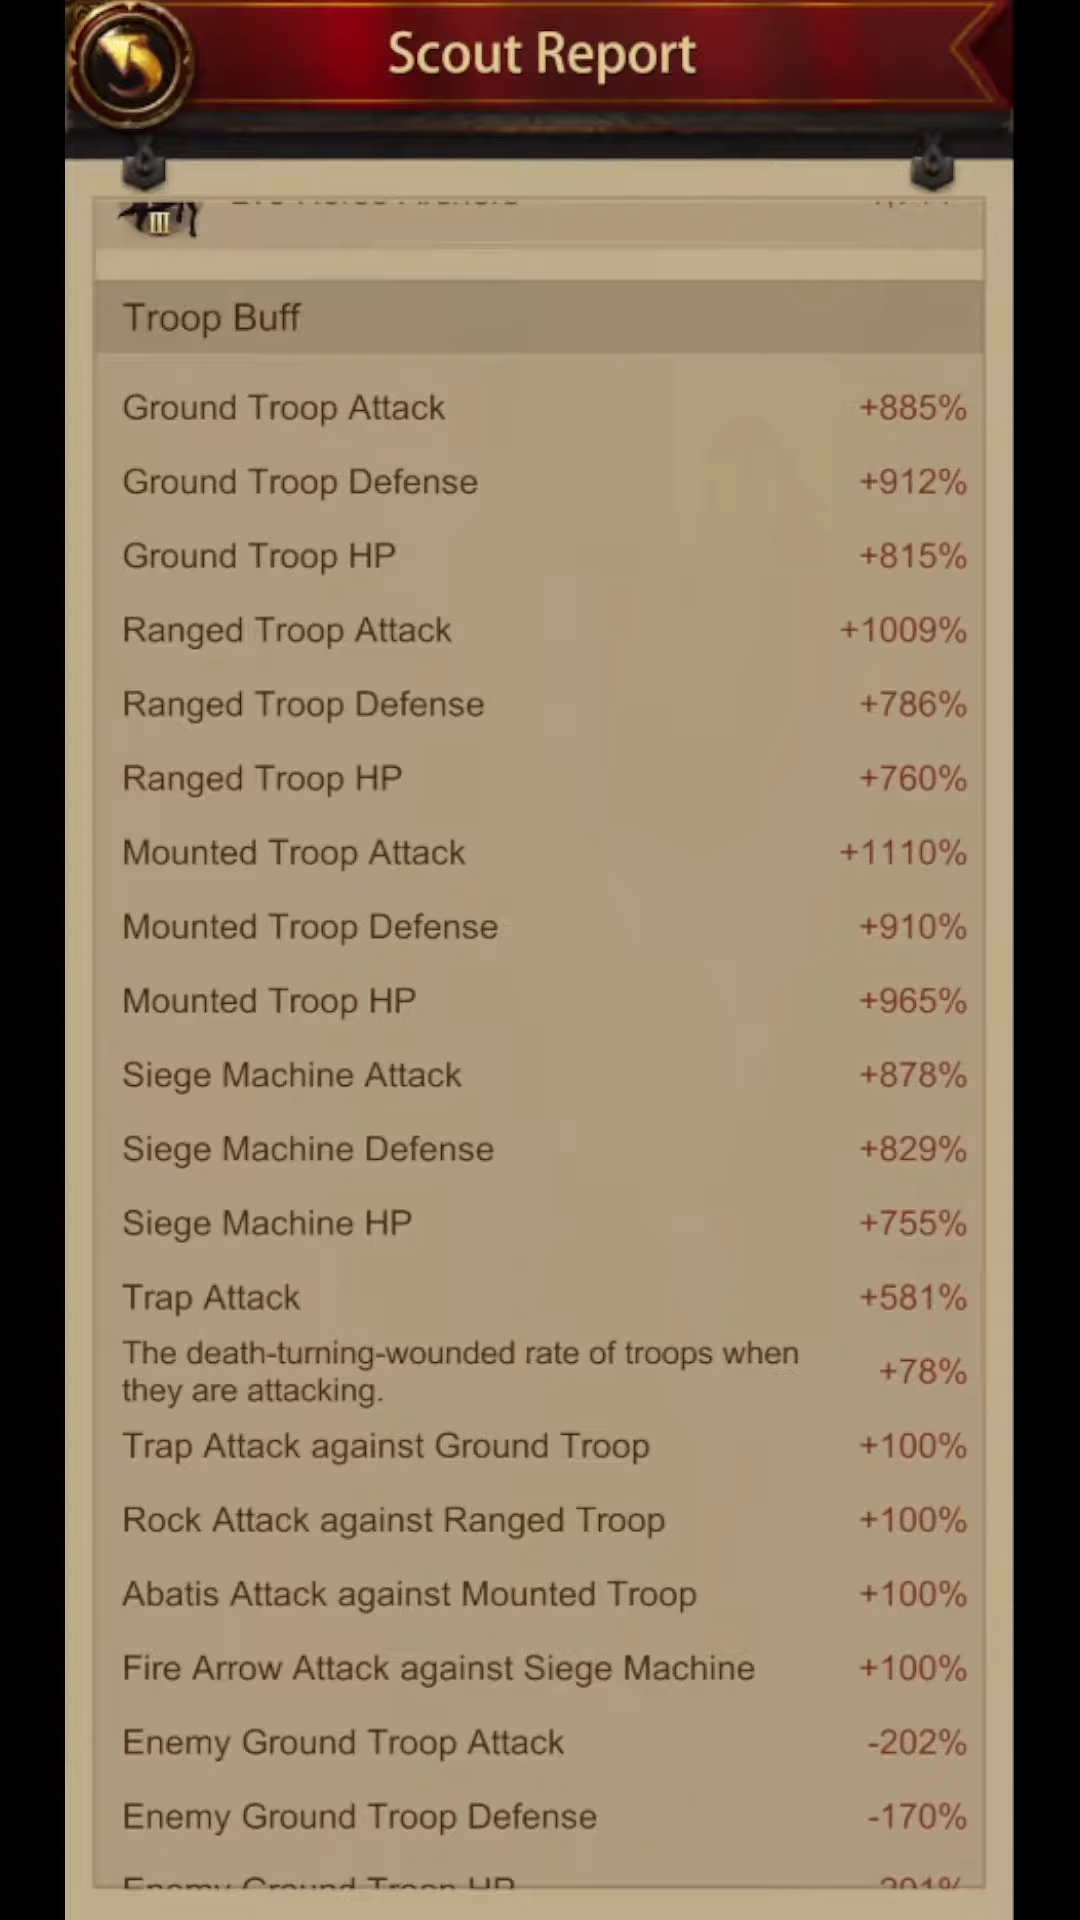 Scout Report
III
Troop Buff
Ground Troop Attack +885%
Ground Troop Defense +912%
Ground Troop HP +815%
Ranged Troop Attack +1009%
Ranged Troop Defense +786%
Ranged Troop HP +760%
Mounted Troop Attack +1110%
Mounted Troop Defense +910%
Mounted Troop HP +965%
Siege Machine Attack +878%
Siege Machine Defense +829%
Siege Machine HP +755%
Trap Attack +581%
The death-turning-wounded rate of troops when
they are attacking. +78%
Trap Attack against Ground Troop +100%
Rock Attack against Ranged Troop +100%
Abatis Attack against Mounted Troop +100%
Fire Arrow Attack against Siege Machine +100%
Enemy Ground Troop Attack -202%
Enemy Ground Troop Defense -170%
Enemy Ground Troop HP